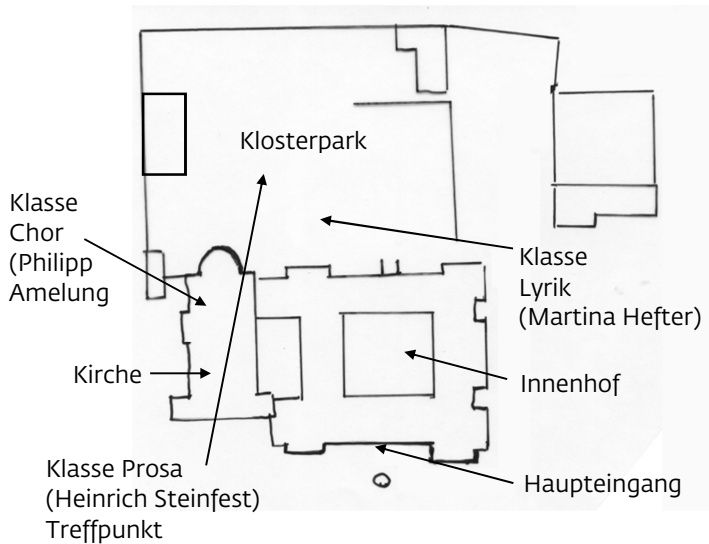 Klosterpark
Klasse
Chor
(Philipp
Amelung
Klasse
Lyrik
(Martina Hefter)
Kirche
Innenhof
Klasse Prosa
(Heinrich Steinfest)
Treffpunkt
Haupteingang